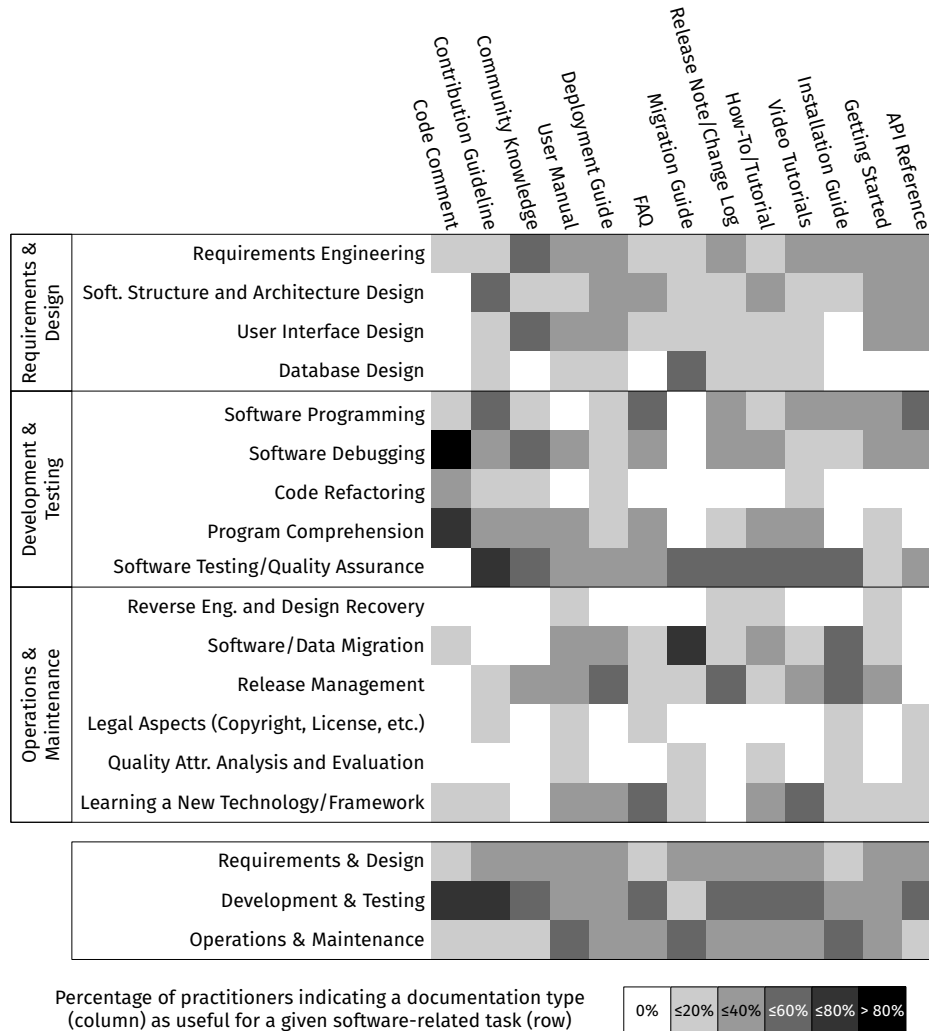 Code Comment
Contribution Guideline
Community Knowledge
User Manual
Deployment Guide
FAQ
Migration Guide
Release Note/Change Log
How-To/Tutorial
Video Tutorials
Installation Guide
Getting Started
API Reference
Requirements &
Design
Requirements Engineering
Soft. Structure and Architecture Design
User Interface Design
Database Design
Development &
Testing
Software Programming
Software Debugging
Code Refactoring
Program Comprehension
Software Testing/Quality Assurance
Operations &
Maintenance
Reverse Eng. and Design Recovery
Software/Data Migration
Release Management
Legal Aspects (Copyright, License, etc.)
Quality Attr. Analysis and Evaluation
Learning a New Technology/Framework
Requirements & Design
Development & Testing
Operations & Maintenance
Percentage of practitioners indicating a documentation type
(column) as useful for a given software-related task (row)
0% ≤20% ≤40% ≤60% ≤80% > 80%